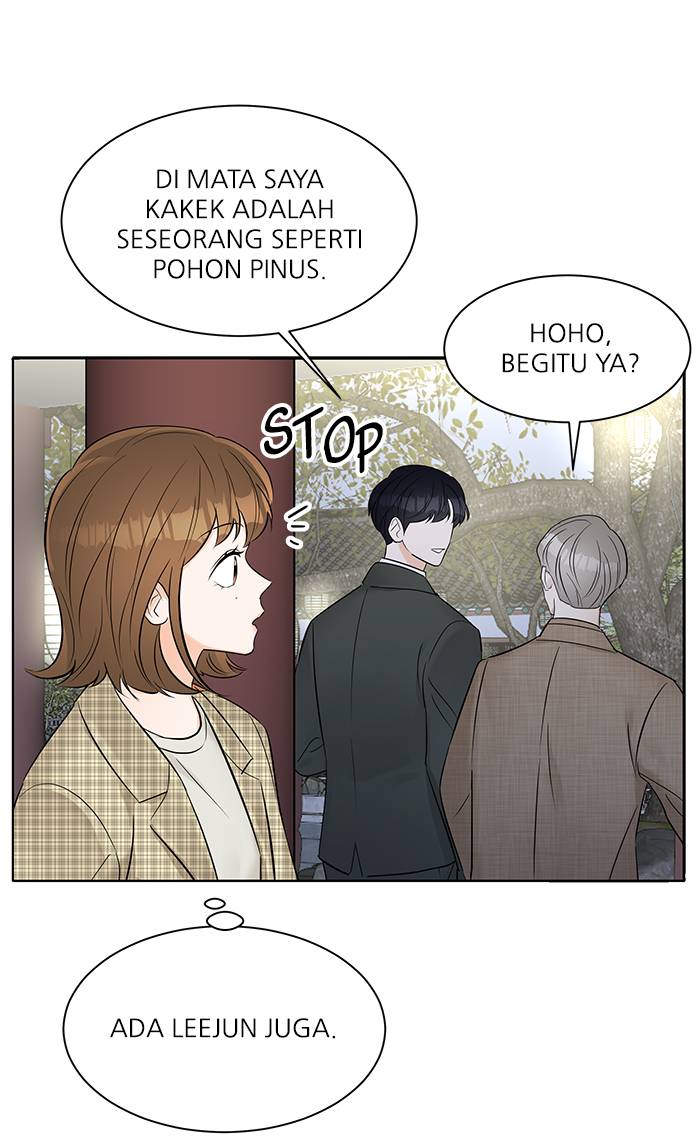 DI MATA SAYA
KAKEK ADALAH
SESEORANG SEPERTI
POHON PINUS.
HOHO,
BEGITU YA?
STOP
ADA LEEJUN JUGA.